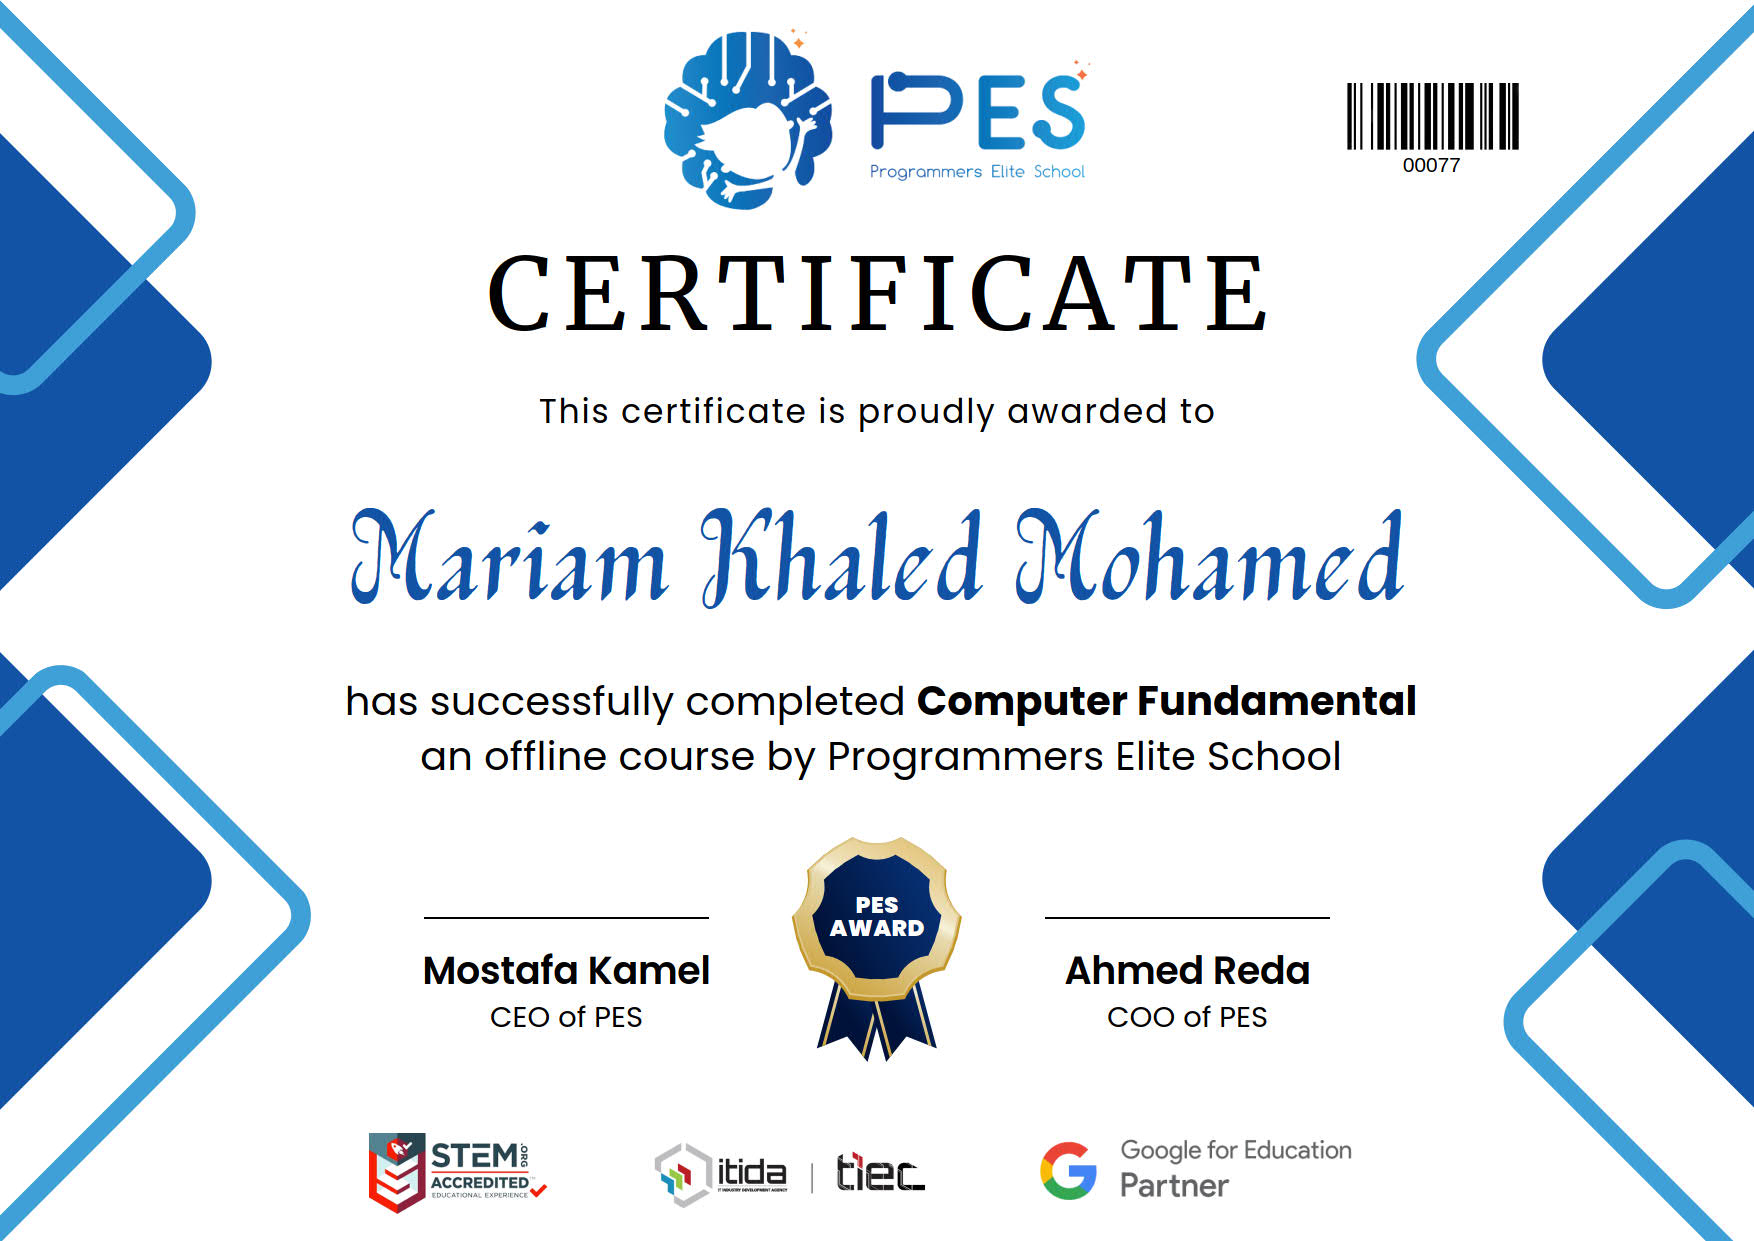 PES
Programmers Elite School
00077
CERTIFICATE
This certificate is proudly awarded to
Mariam Khaled Mohamed
has successfully completed Computer Fundamental
an offline course by Programmers Elite School
PES
AWARD
Mostafa Kamel
CEO of PES
Ahmed Reda
COO of PES
STEM.ORG
ACCREDITED™
EDUCATIONAL EXPERIENCE
itida
IT INDUSTRY DEVELOPMENT AGENCY
tiec
Google for Education
Partner